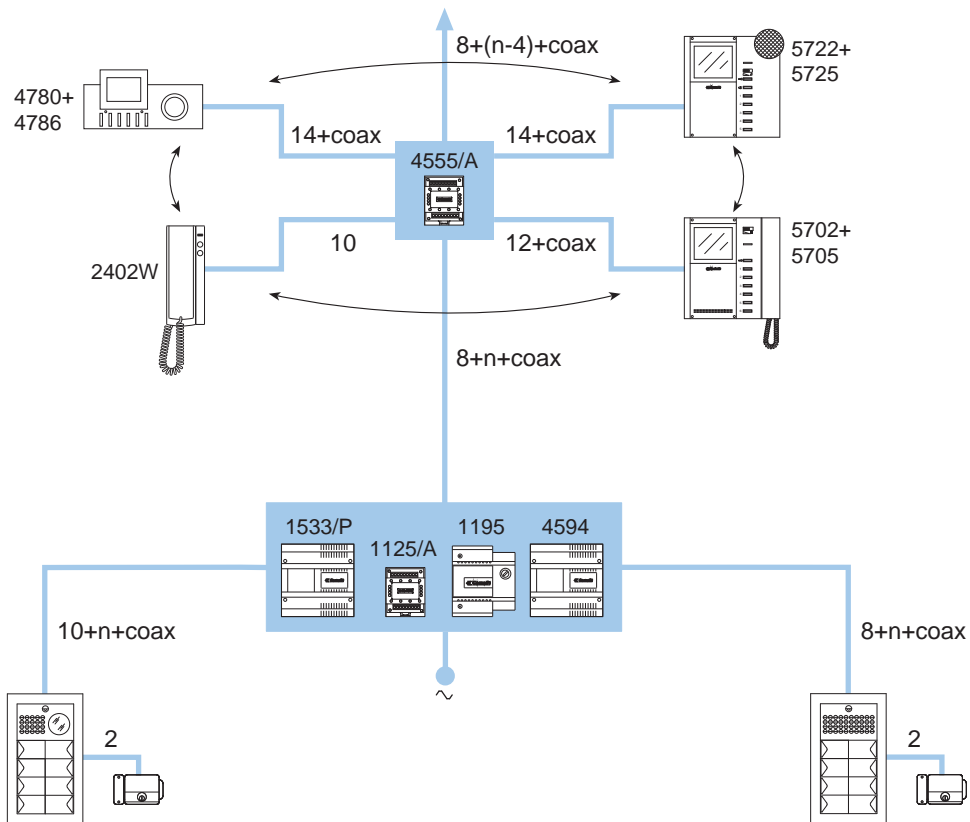 8+(n-4)+coax
4780+
4786
5722+
5725
14+coax
14+coax
4555/A
10
12+coax
2402W
5702+
5705
8+n+coax
1533/P
1125/A
1195
4594
10+n+coax
8+n+coax
~
2
2